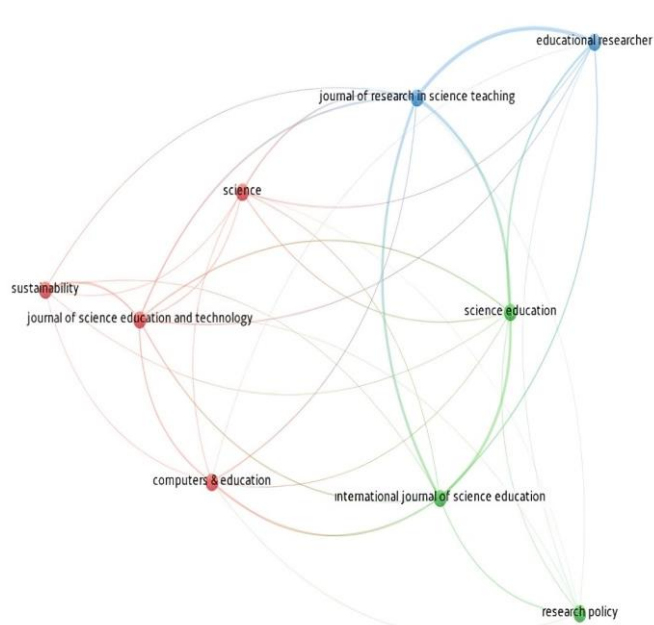 educational researcher
journal of research in science teaching
science
sustainability
science education
journal of science education and technology
computers & education
international journal of science education
research policy